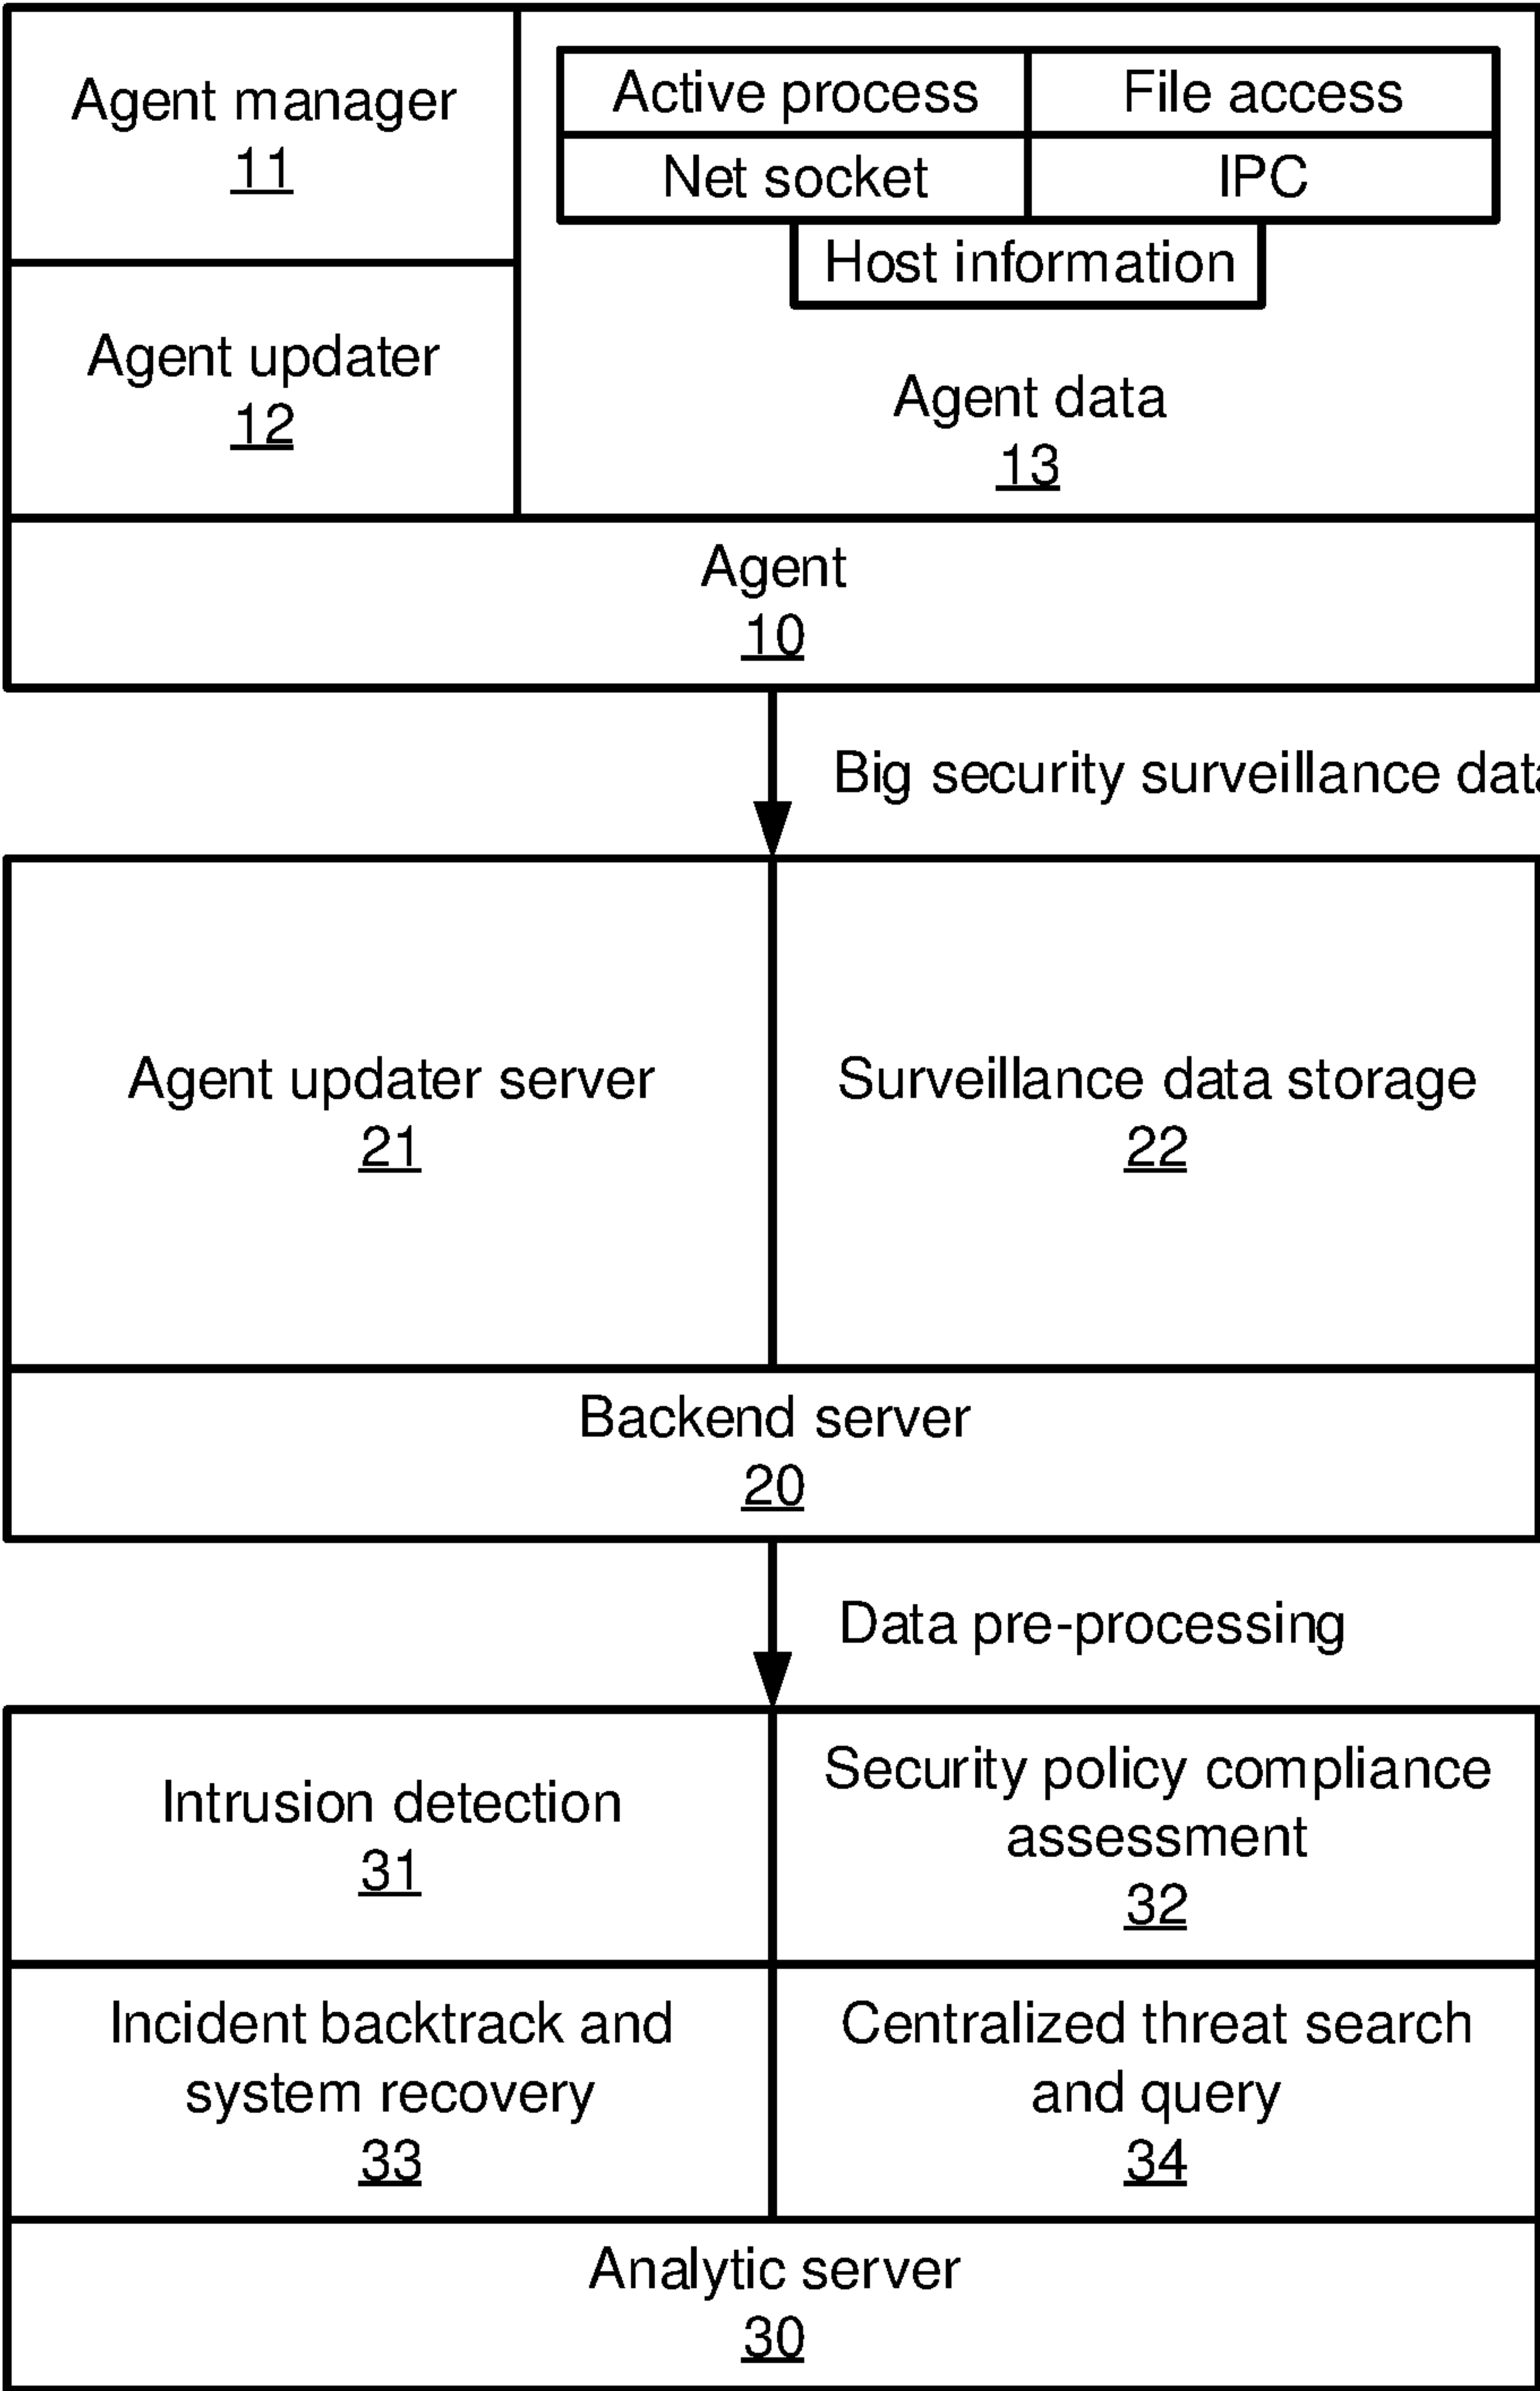 Agent manager
11
Agent updater
12
Active process
File access
Net socket
IPC
Host information
Agent data
13
Agent
10
Big security surveillance data
Agent updater server
21
Surveillance data storage
22
Backend server
20
Data pre-processing
Intrusion detection
31
Security policy compliance
assessment
32
Incident backtrack and
system recovery
33
Centralized threat search
and query
34
Analytic server
30